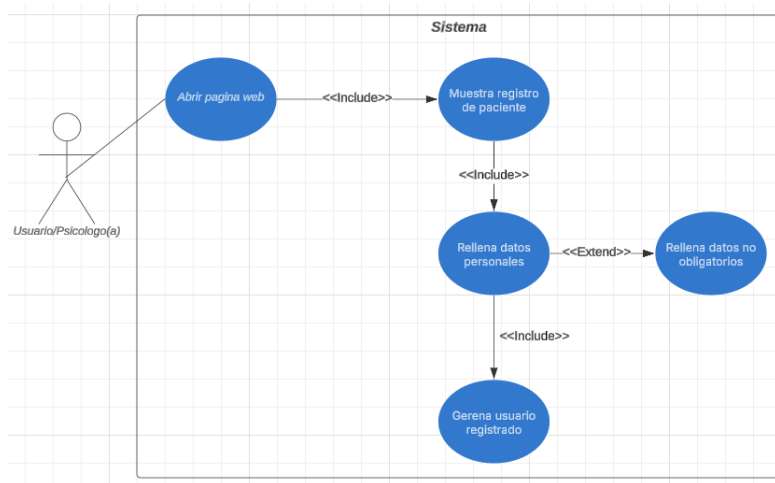 Sistema
Abrir pagina web
<<Include>>
Muestra registro
de paciente
<<Include>>
Usuario/Psicologo(a)
Rellena datos
personales
<<Extend>>
Rellena datos no
obligatorios
<<Include>>
Gerena usuario
registrado